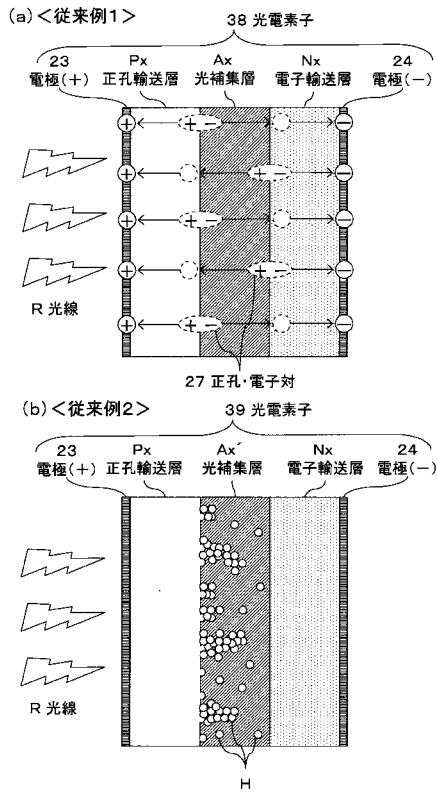 (a)<従来例1>
38 光電素子
23 Px Ax Nx 24
電極(+) 正孔輸送層 光補集層 電子輸送層 電極(−)
+ + − −
+ + − −
+ + − −
+ + − −
+ + − −
R 光線
27 正孔・電子対
(b)<従来例2>
39 光電素子
23 Px Ax´ Nx 24
電極(+) 正孔輸送層 光補集層 電子輸送層 電極(−)
R 光線
H